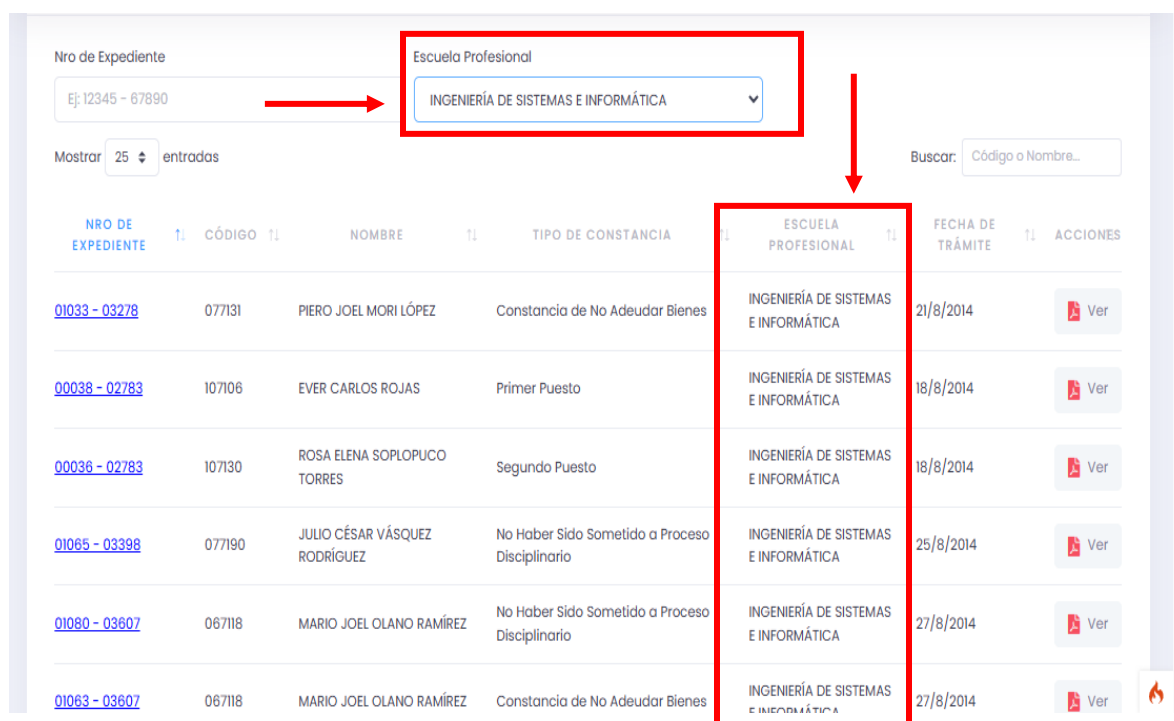 Nro de Expediente
Escuela Profesional
Ej: 12345 - 67890
INGENIERÍA DE SISTEMAS E INFORMÁTICA
Mostrar 25 entradas
Buscar: Código o Nombre...
NRO DE EXPEDIENTE
CÓDIGO
NOMBRE
TIPO DE CONSTANCIA
ESCUELA PROFESIONAL
FECHA DE TRÁMITE
ACCIONES
01033 - 03278
077131
PIERO JOEL MORI LÓPEZ
Constancia de No Adeudar Bienes
INGENIERÍA DE SISTEMAS
E INFORMÁTICA
21/8/2014
Ver
00038 - 02783
107106
EVER CARLOS ROJAS
Primer Puesto
INGENIERÍA DE SISTEMAS
E INFORMÁTICA
18/8/2014
Ver
00036 - 02783
107130
ROSA ELENA SOPLOPUCO
TORRES
Segundo Puesto
INGENIERÍA DE SISTEMAS
E INFORMÁTICA
18/8/2014
Ver
01065 - 03398
077190
JULIO CÉSAR VÁSQUEZ
RODRÍGUEZ
No Haber Sido Sometido a Proceso
Disciplinario
INGENIERÍA DE SISTEMAS
E INFORMÁTICA
25/8/2014
Ver
01080 - 03607
067118
MARIO JOEL OLANO RAMÍREZ
No Haber Sido Sometido a Proceso
Disciplinario
INGENIERÍA DE SISTEMAS
E INFORMÁTICA
27/8/2014
Ver
01063 - 03607
067118
MARIO JOEL OLANO RAMÍREZ
Constancia de No Adeudar Bienes
INGENIERÍA DE SISTEMAS
E INFORMÁTICA
27/8/2014
Ver